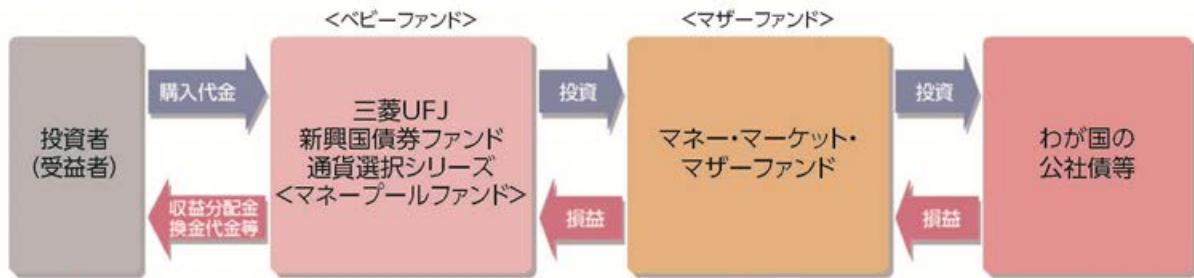 <ベビーファンド>
<マザーファンド>
投資者
(受益者)
購入代金
収益分配金
換金代金等
三菱UFJ
新興国債券ファンド
通貨選択シリーズ
<マネープールファンド>
投資
損益
マネー・マーケット・
マザーファンド
投資
損益
わが国の
公社債等